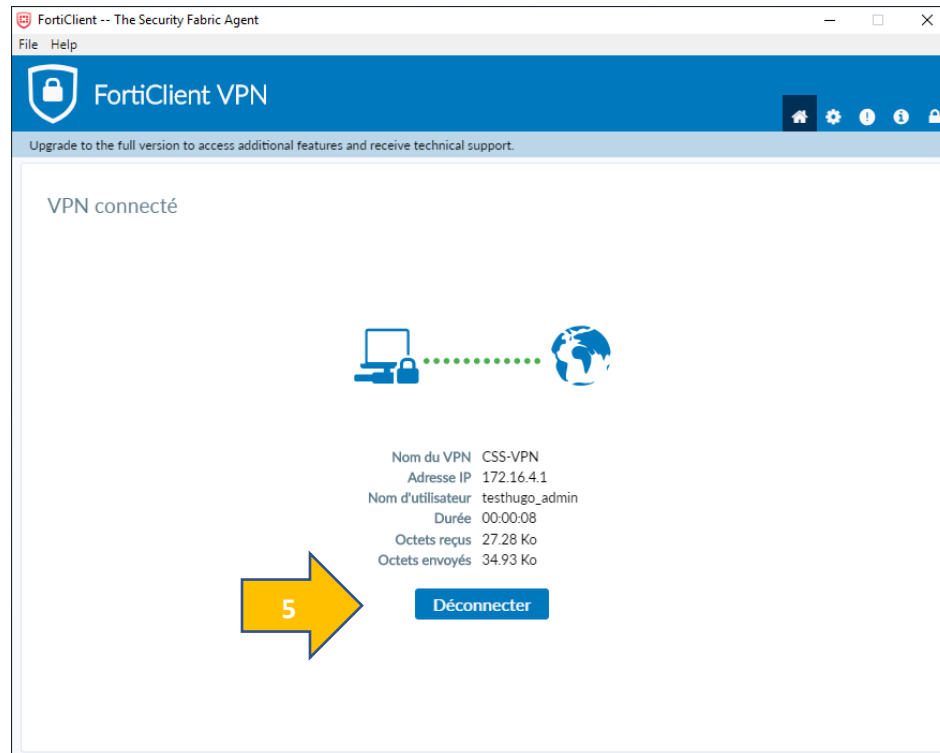 FortiClient -- The Security Fabric Agent
File Help
FortiClient VPN
Upgrade to the full version to access additional features and receive technical support.
VPN connecté
Nom du VPN CSS-VPN
Adresse IP 172.16.4.1
Nom d'utilisateur testhugo_admin
Durée 00:00:08
Octets reçus 27.28 Ko
Octets envoyés 34.93 Ko
5 Déconnecter